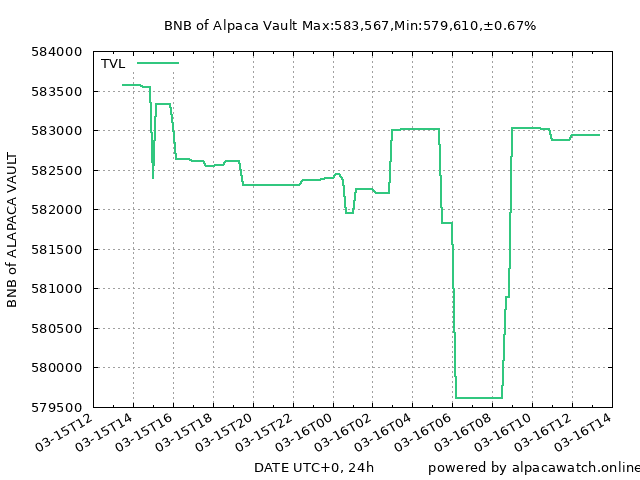 BNB of Alpaca Vault Max:583,567,Min:579,610,±0.67%
584000
TVL
583500
583000
582500
582000
581500
581000
580500
580000
579500
BNB of ALAPACA VAULT
03-15T12
03-15T14
03-15T16
03-15T18
03-15T20
03-15T22
03-16T00
03-16T02
03-16T04
03-16T06
03-16T08
03-16T10
03-16T12
03-16T14
DATE UTC+0, 24h
powered by alpacawatch.online